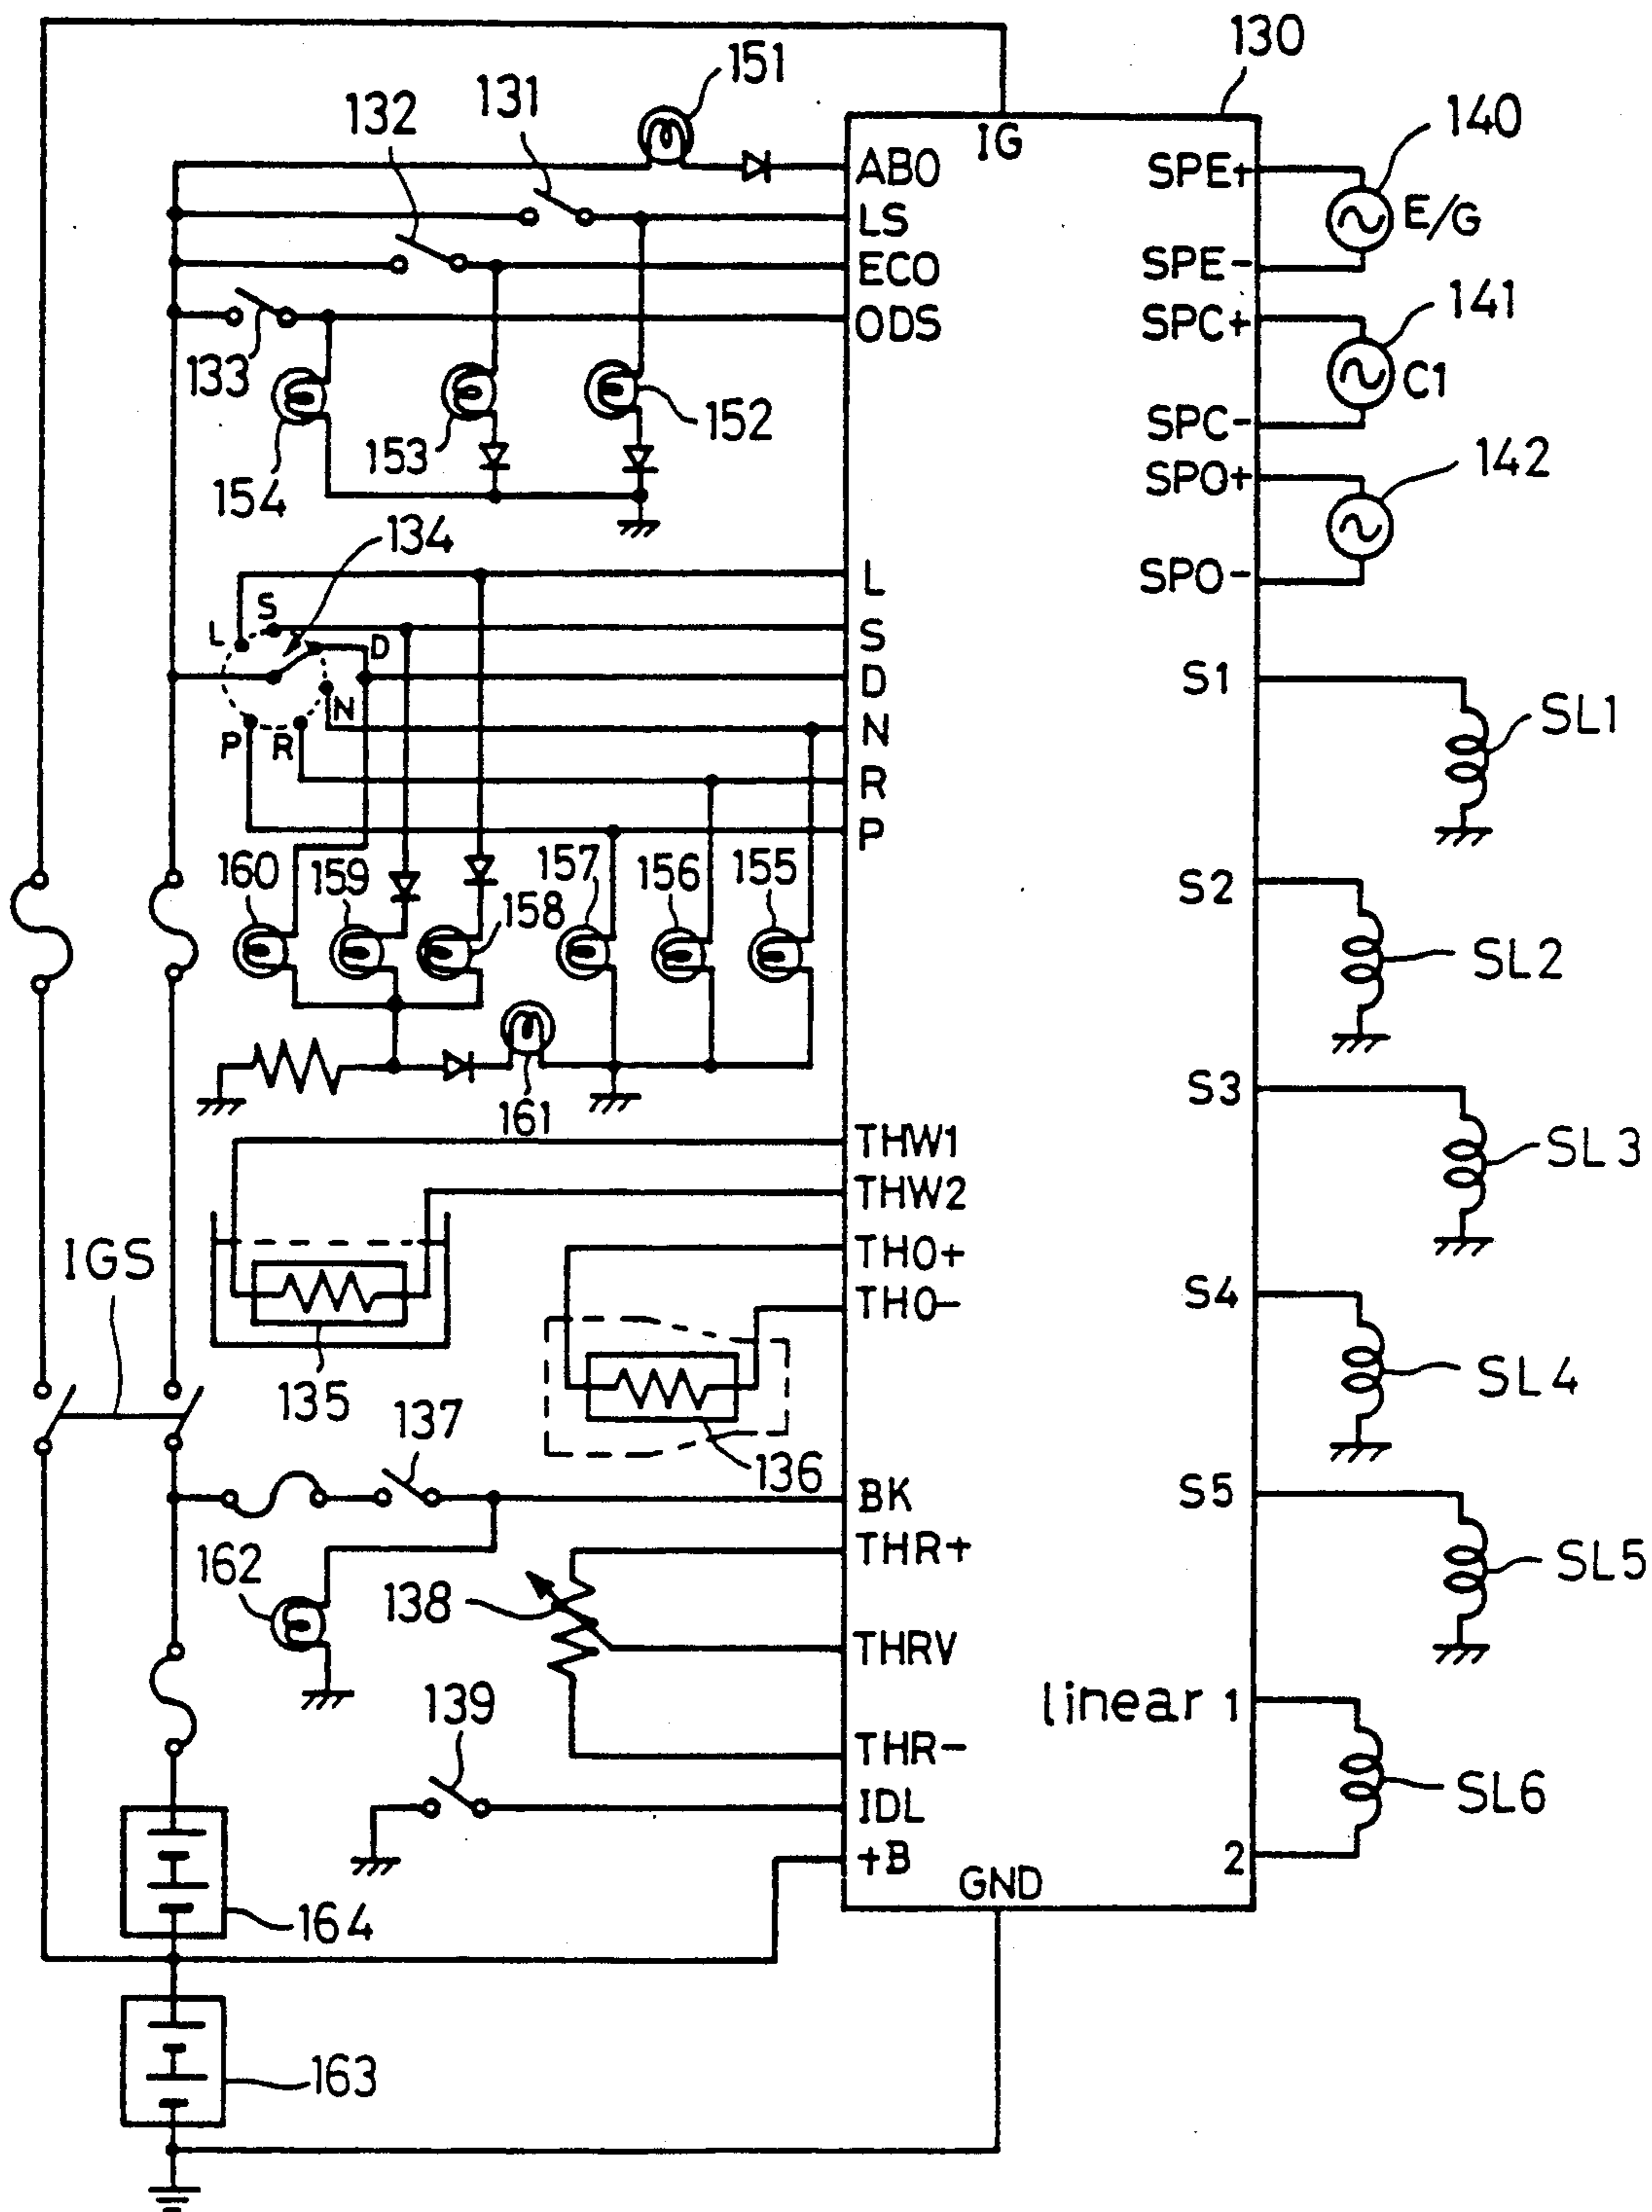 130
151
131
132
140
IG
ABO
SPE+
LS
E/G
ECO
SPE-
141
ODS
SPC+
133
C1
152
SPC-
153
154
142
SPO+
134
L
SPO-
S
L
S
D
D
S1
N
N
SL1
P
R
R
P
160
159
157
156
155
S2
158
SL2
161
S3
THW1
SL3
THW2
THO+
IGS
S4
THO-
SL4
135
137
136
S5
BK
THR+
162
SL5
138
THRV
139
linear 1
THR-
SL6
IDL
+B
2
GND
164
163